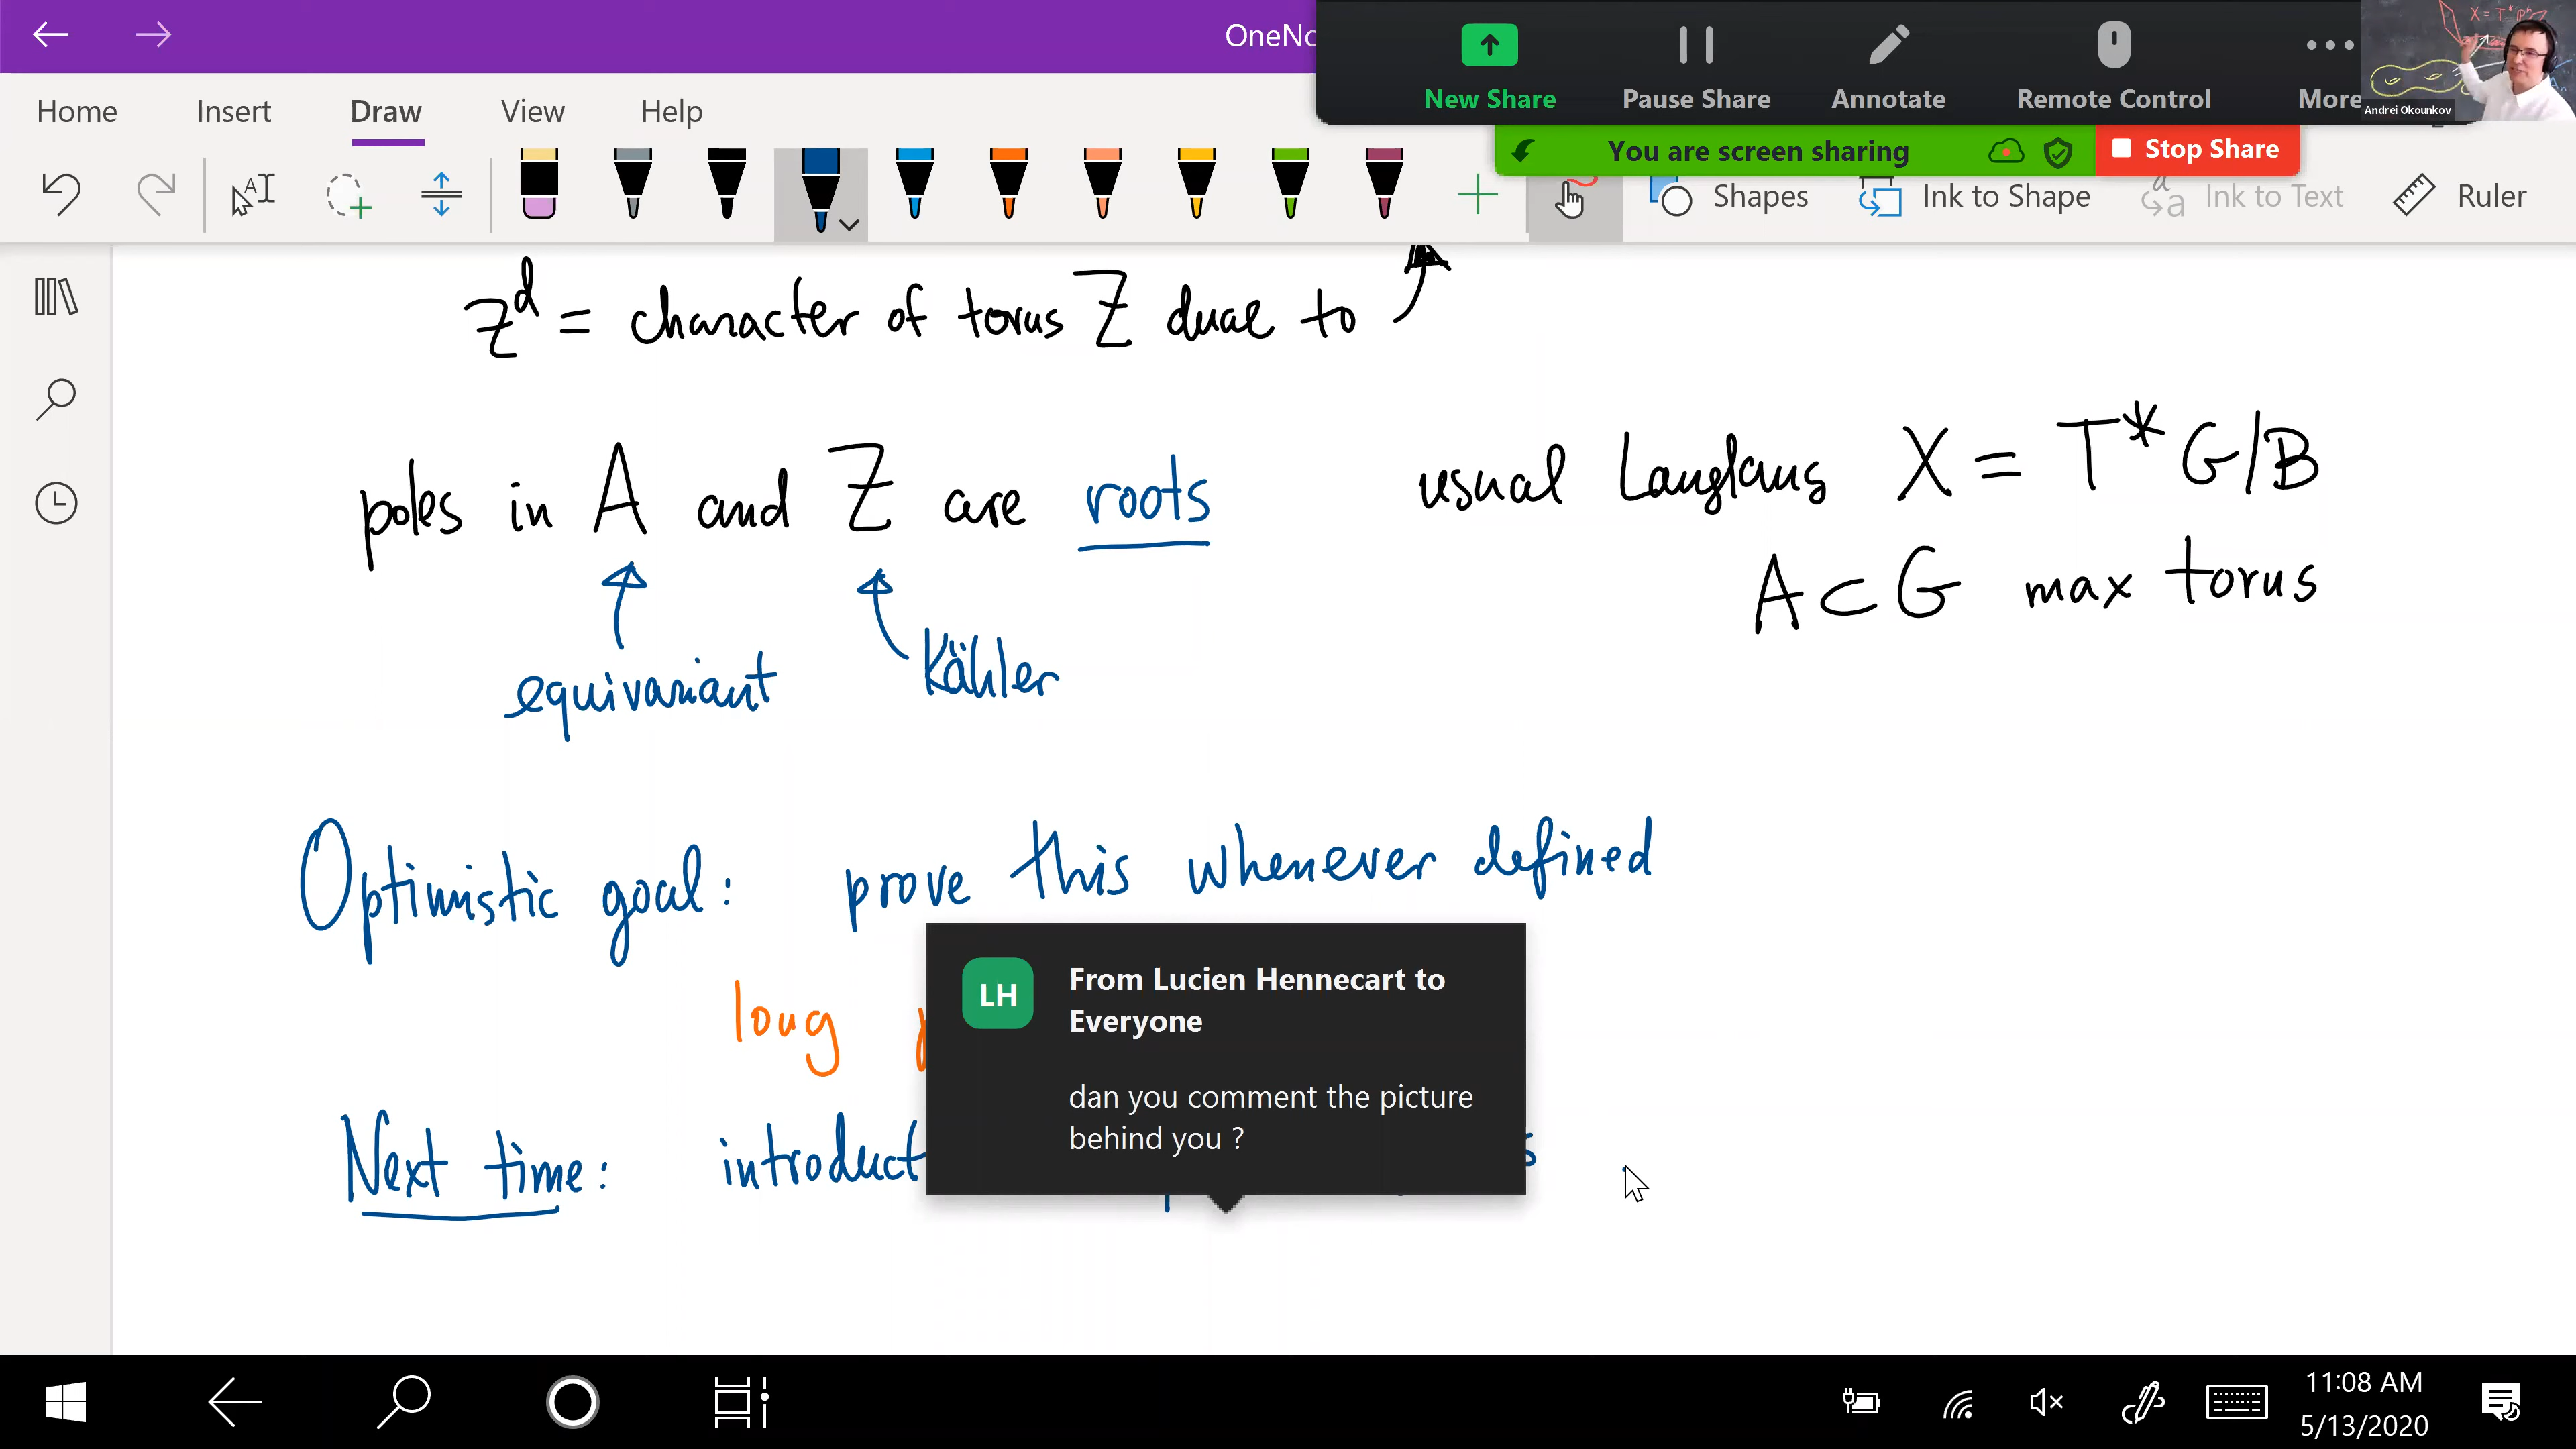 OneNo
New Share
Pause Share
Annotate
Remote Control
More
X = T*
Andrei Okounkov
Home
Insert
Draw
View
Help
You are screen sharing
Stop Share
Shapes
Ink to Shape
Ink to Text
Ruler
z^d = character of torus Z dual to
poles in A and Z are roots
equivariant
Kähler
usual Langlands X = T* G/B
A ⊂ G max torus
Optimistic goal: prove this whenever defined
long
Next time: introduct
LH
From Lucien Hennecart to
Everyone
dan you comment the picture
behind you ?
11:08 AM
5/13/2020